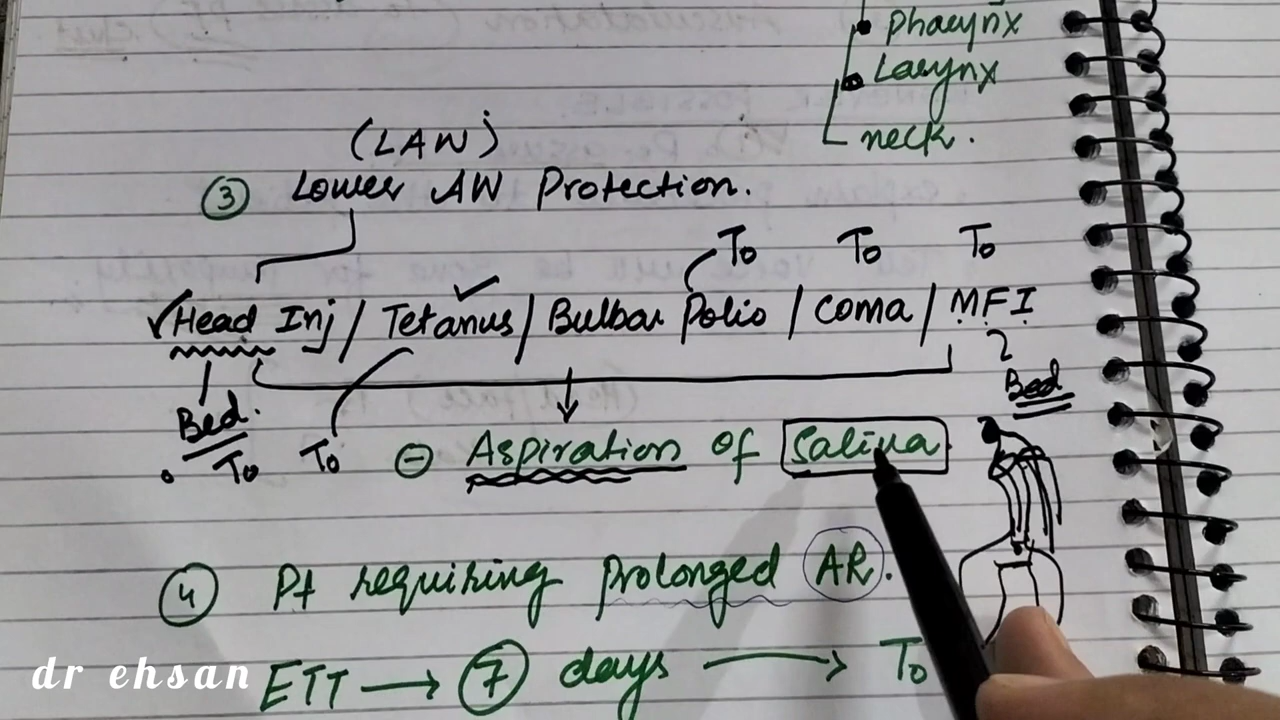 Pharynx
Larynx
neck.
(LAW)
③ Lower AW Protection.
To To To
Head Inj / Tetanus / Bulbar Polio / Coma / MFI
Bed. Bed
To To ⊖ Aspiration of Saliva
④ Pt requiring prolonged AR.
ETT → ⑦ days → To
dr ehsan